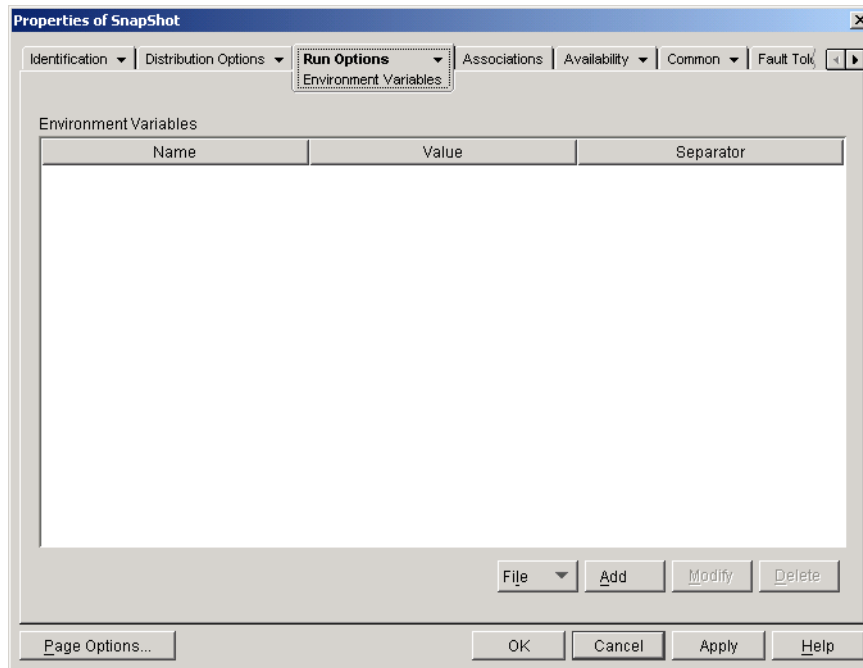 Properties of SnapShot
Identification Distribution Options Run Options Associations Availability Common Fault
Environment Variables
Environment Variables
Name Value Separator
File Add Modify Delete
Page Options... OK Cancel Apply Help